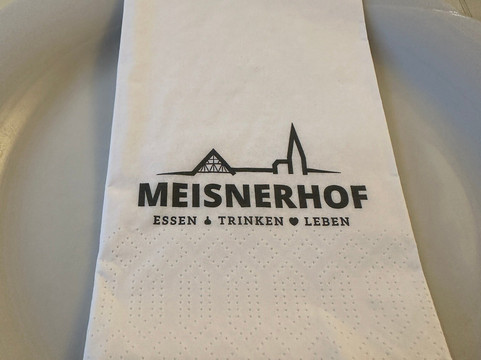 MEISNERHOF
ESSEN TRINKEN ♥ LEBEN